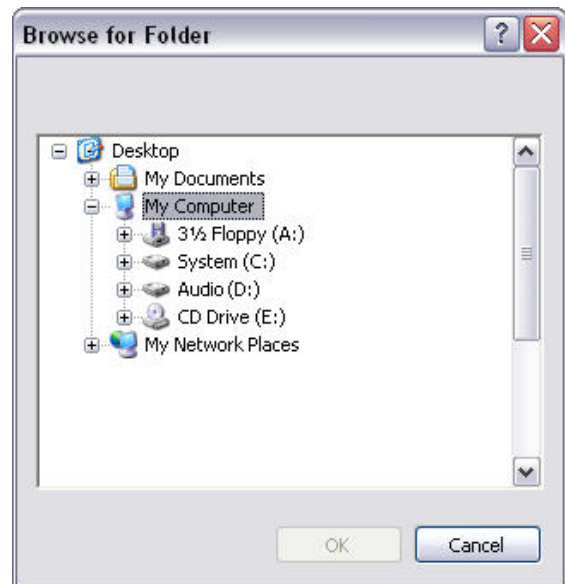 Browse for Folder
Desktop
My Documents
My Computer
3½ Floppy (A:)
System (C:)
Audio (D:)
CD Drive (E:)
My Network Places
OK
Cancel